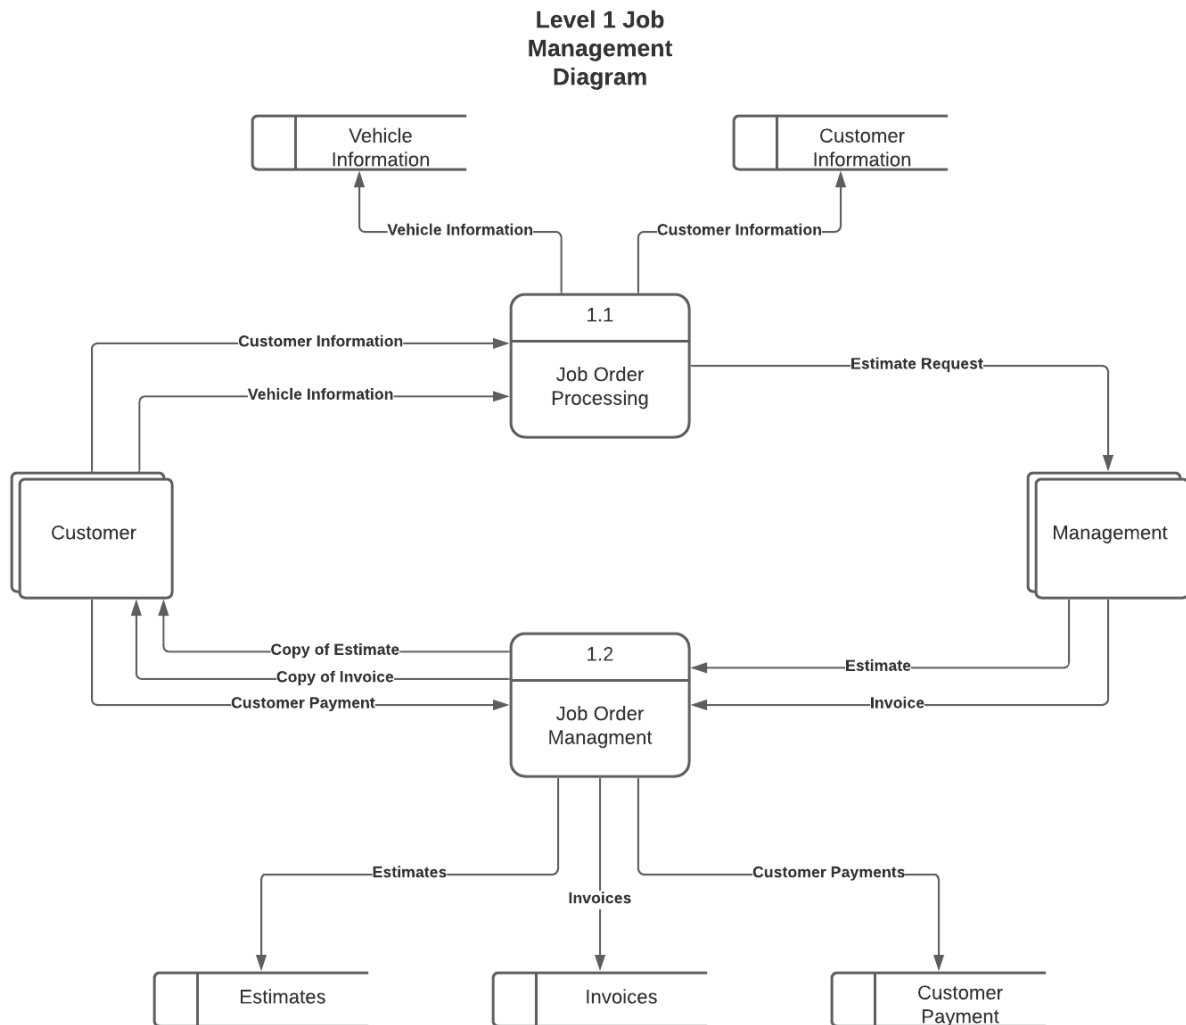 Level 1 Job
Management
Diagram
Vehicle
Information
Customer
Information
Vehicle Information
Customer Information
1.1
Job Order
Processing
Customer Information
Vehicle Information
Estimate Request
Customer
Management
Copy of Estimate
Copy of Invoice
Customer Payment
1.2
Job Order
Managment
Estimate
Invoice
Estimates
Invoices
Customer Payments
Estimates
Invoices
Customer
Payment